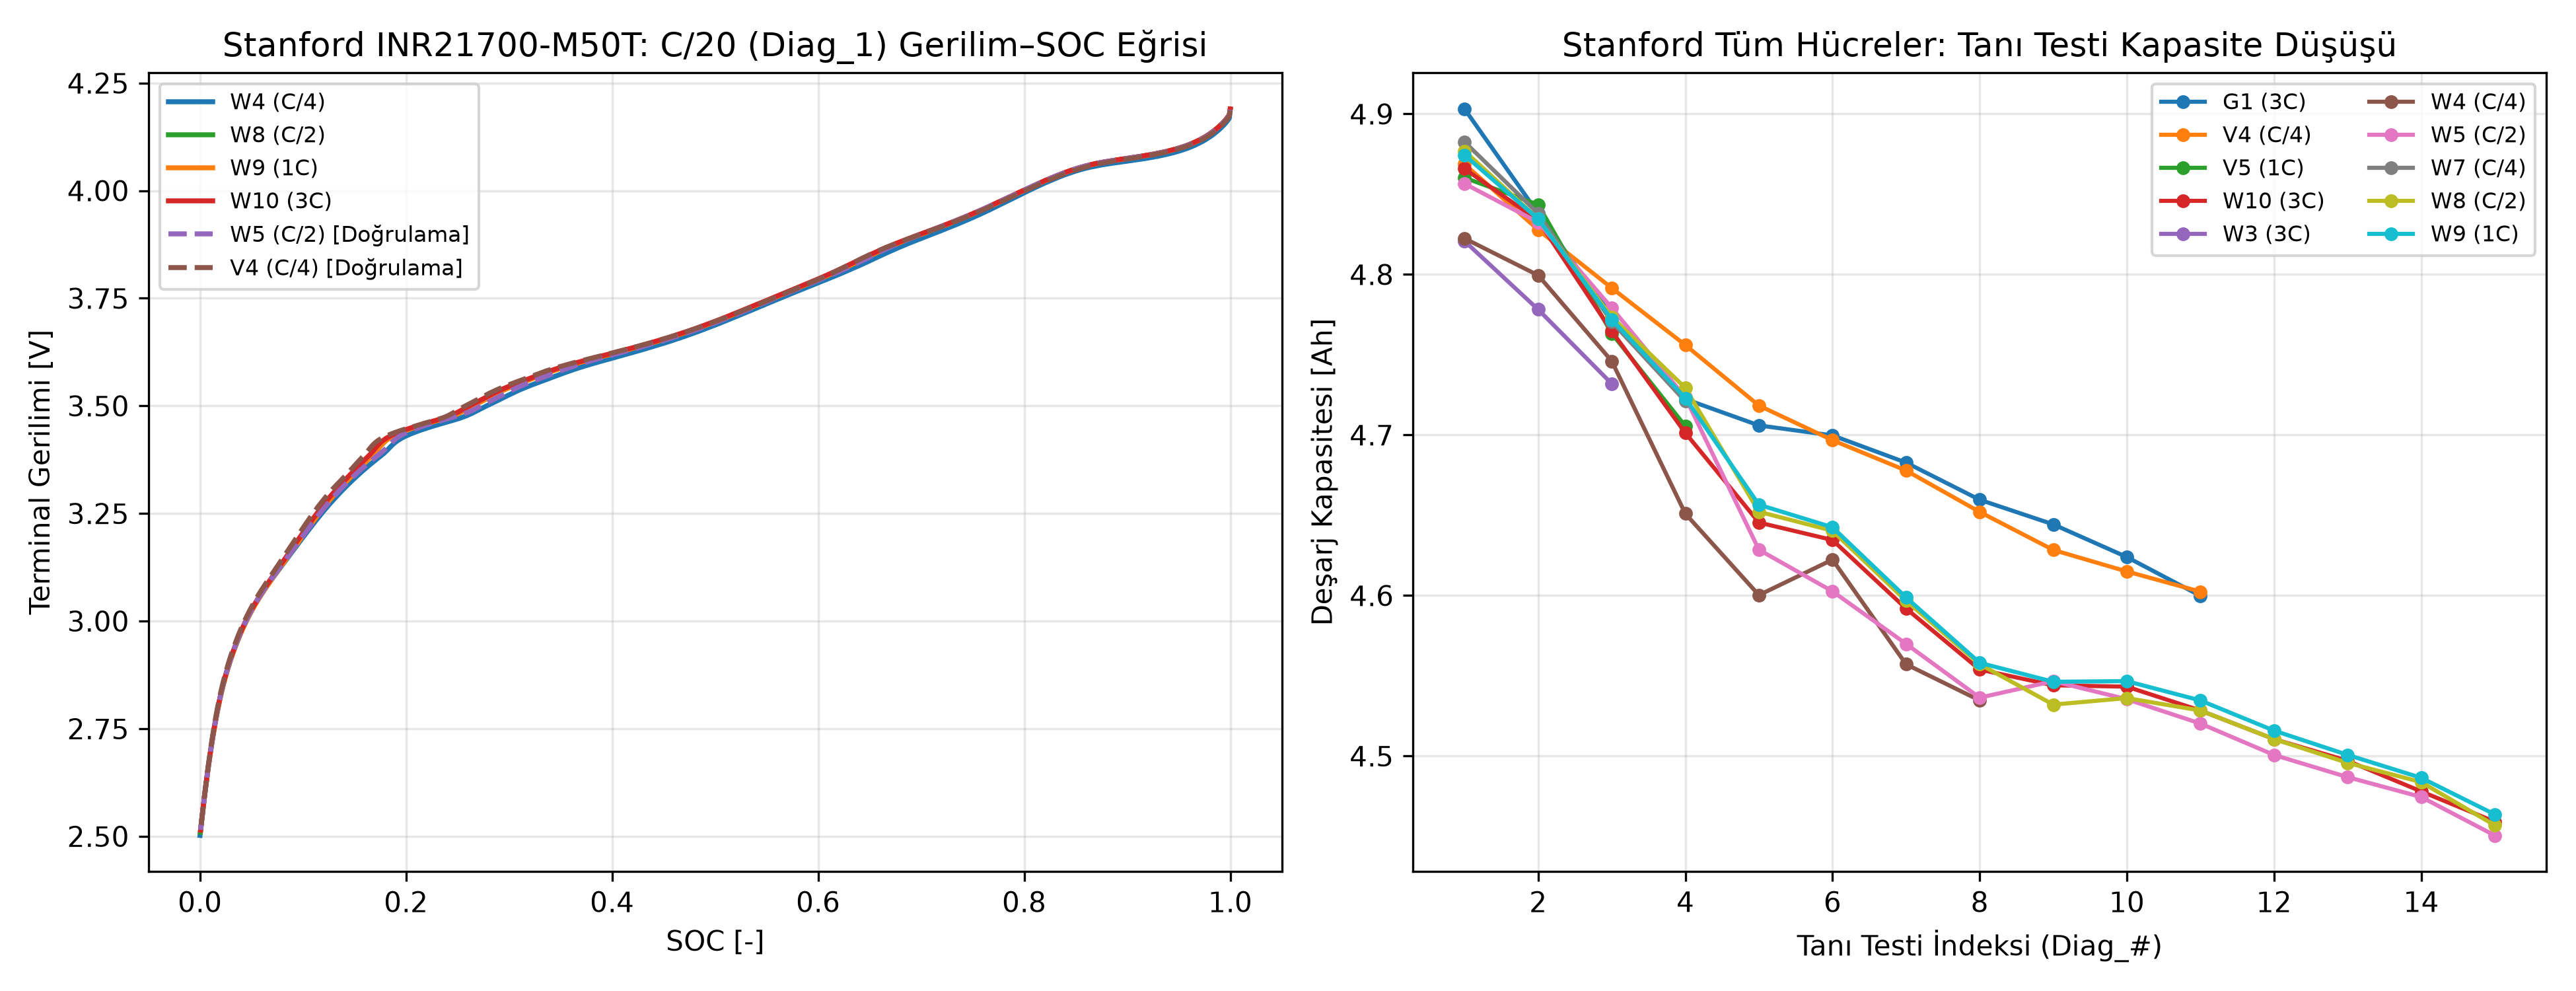 Stanford INR21700-M50T: C/20 (Diag_1) Gerilim–SOC Eğrisi
4.25
4.00
3.75
3.50
3.25
3.00
2.75
2.50
Terminal Gerilimi [V]
W4 (C/4)
W8 (C/2)
W9 (1C)
W10 (3C)
W5 (C/2) [Doğrulama]
V4 (C/4) [Doğrulama]
0.0 0.2 0.4 0.6 0.8 1.0
SOC [-]
Stanford Tüm Hücreler: Tanı Testi Kapasite Düşüşü
4.9
4.8
4.7
4.6
4.5
Deşarj Kapasitesi [Ah]
G1 (3C)
V4 (C/4)
V5 (1C)
W10 (3C)
W3 (3C)
W4 (C/4)
W5 (C/2)
W7 (C/4)
W8 (C/2)
W9 (1C)
2 4 6 8 10 12 14
Tanı Testi İndeksi (Diag_#)